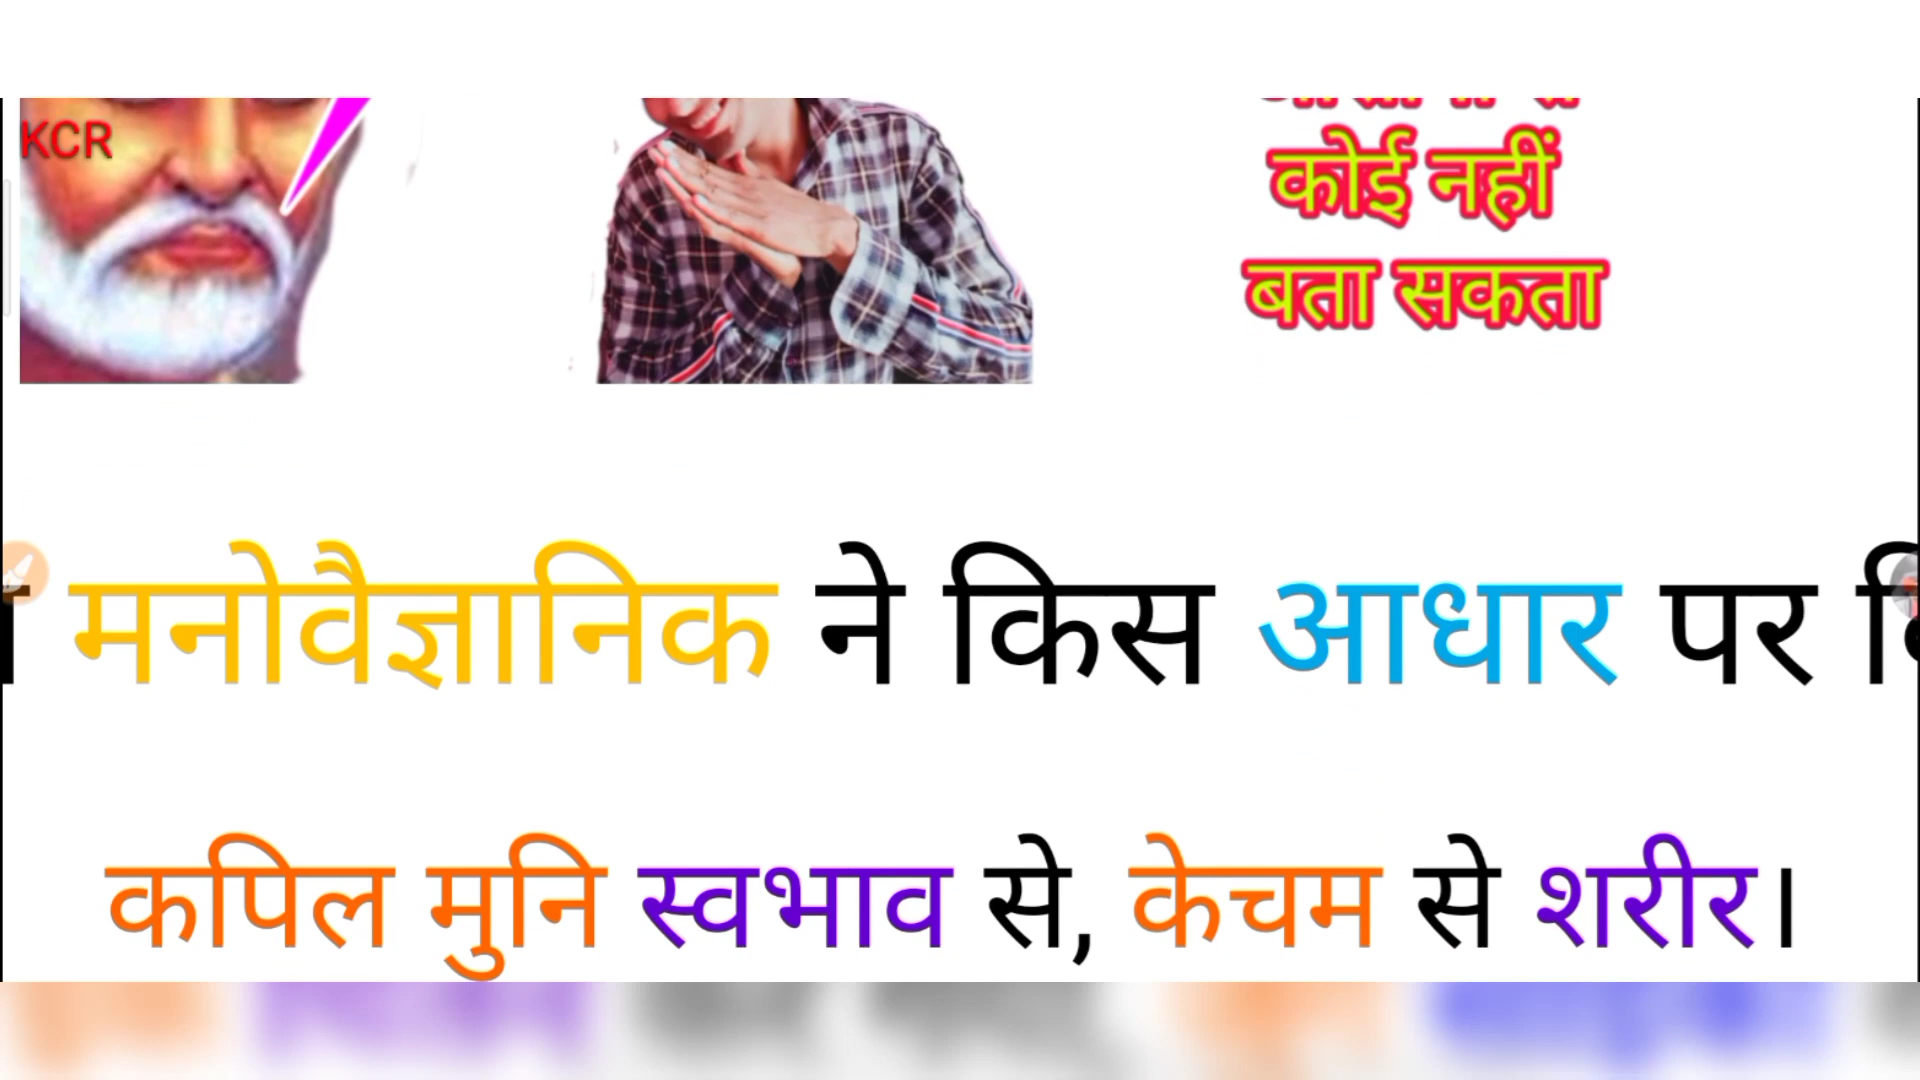 KCR
कोई नहीं
बता सकता
मनोवैज्ञानिक ने किस आधार पर
कपिल मुनि स्वभाव से, केचम से शरीर।